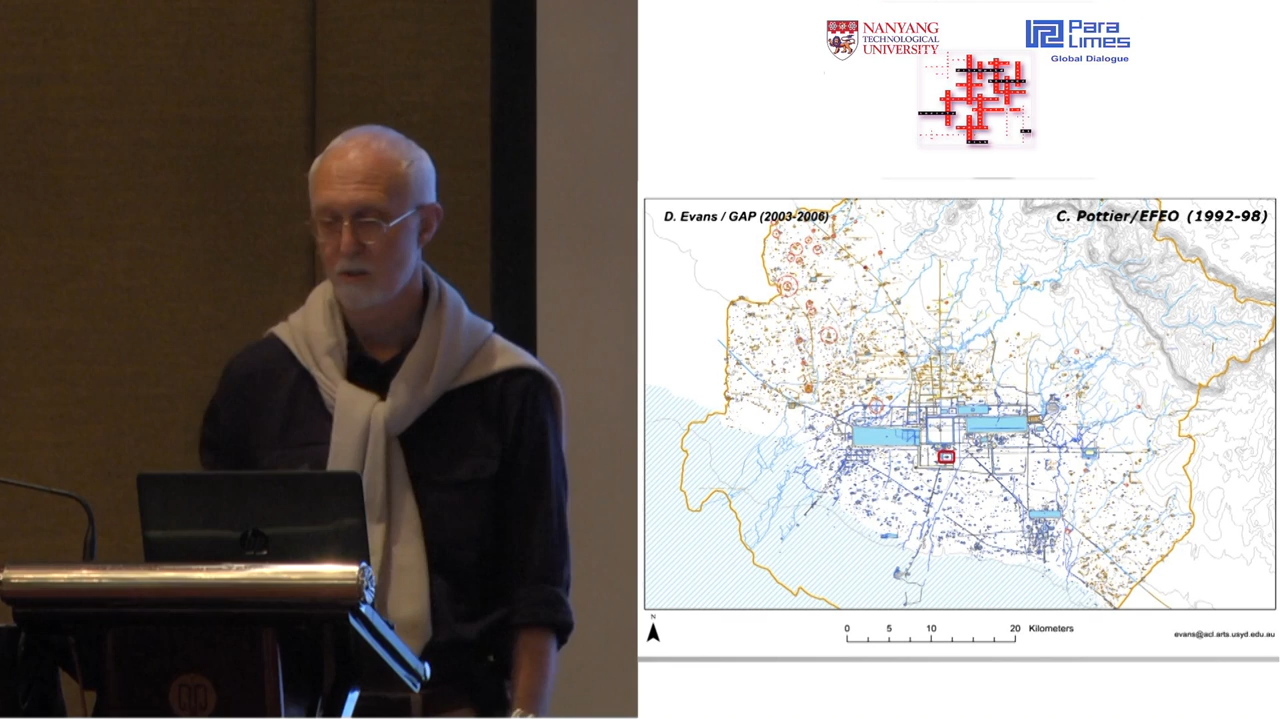 NANYANG
TECHNOLOGICAL
UNIVERSITY
Para
Limes
Global Dialogue
D. Evans / GAP (2003-2006)
C. Pottier/EFEO (1992-98)
N
0 5 10 20 Kilometers
evans@acl.arts.usyd.edu.au
hp